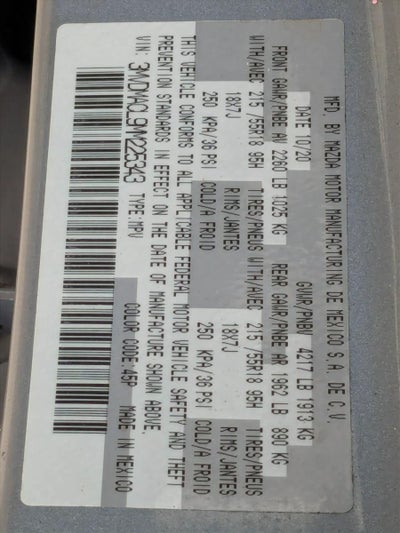 MFD. BY MAZDA MOTOR MANUFACTURING DE MEXICO S.A. DE C.V.
DATE 10/20 GVWR/PNBV 4217 LB 1913 KG
FRONT GAWR/PNBE AV 2260 LB 1025 KG REAR GAWR/PNBE AR 1962 LB 890 KG
WITH/AVEC 215/55R18 95H TIRES/PNEUS WITH/AVEC 215/55R18 95H TIRES/PNEUS
18X7J RIMS/JANTES 18X7J RIMS/JANTES
250 KPA/36 PSI COLD/A FROID 250 KPA/36 PSI COLD/A FROID
THIS VEHICLE CONFORMS TO ALL APPLICABLE FEDERAL MOTOR VEHICLE SAFETY AND THEFT
PREVENTION STANDARDS IN EFFECT ON THE DATE OF MANUFACTURE SHOWN ABOVE.
VIN: 3MVDMACL9MM225343 TYPE:MPV COLOR CODE:45P MADE IN MEXICO